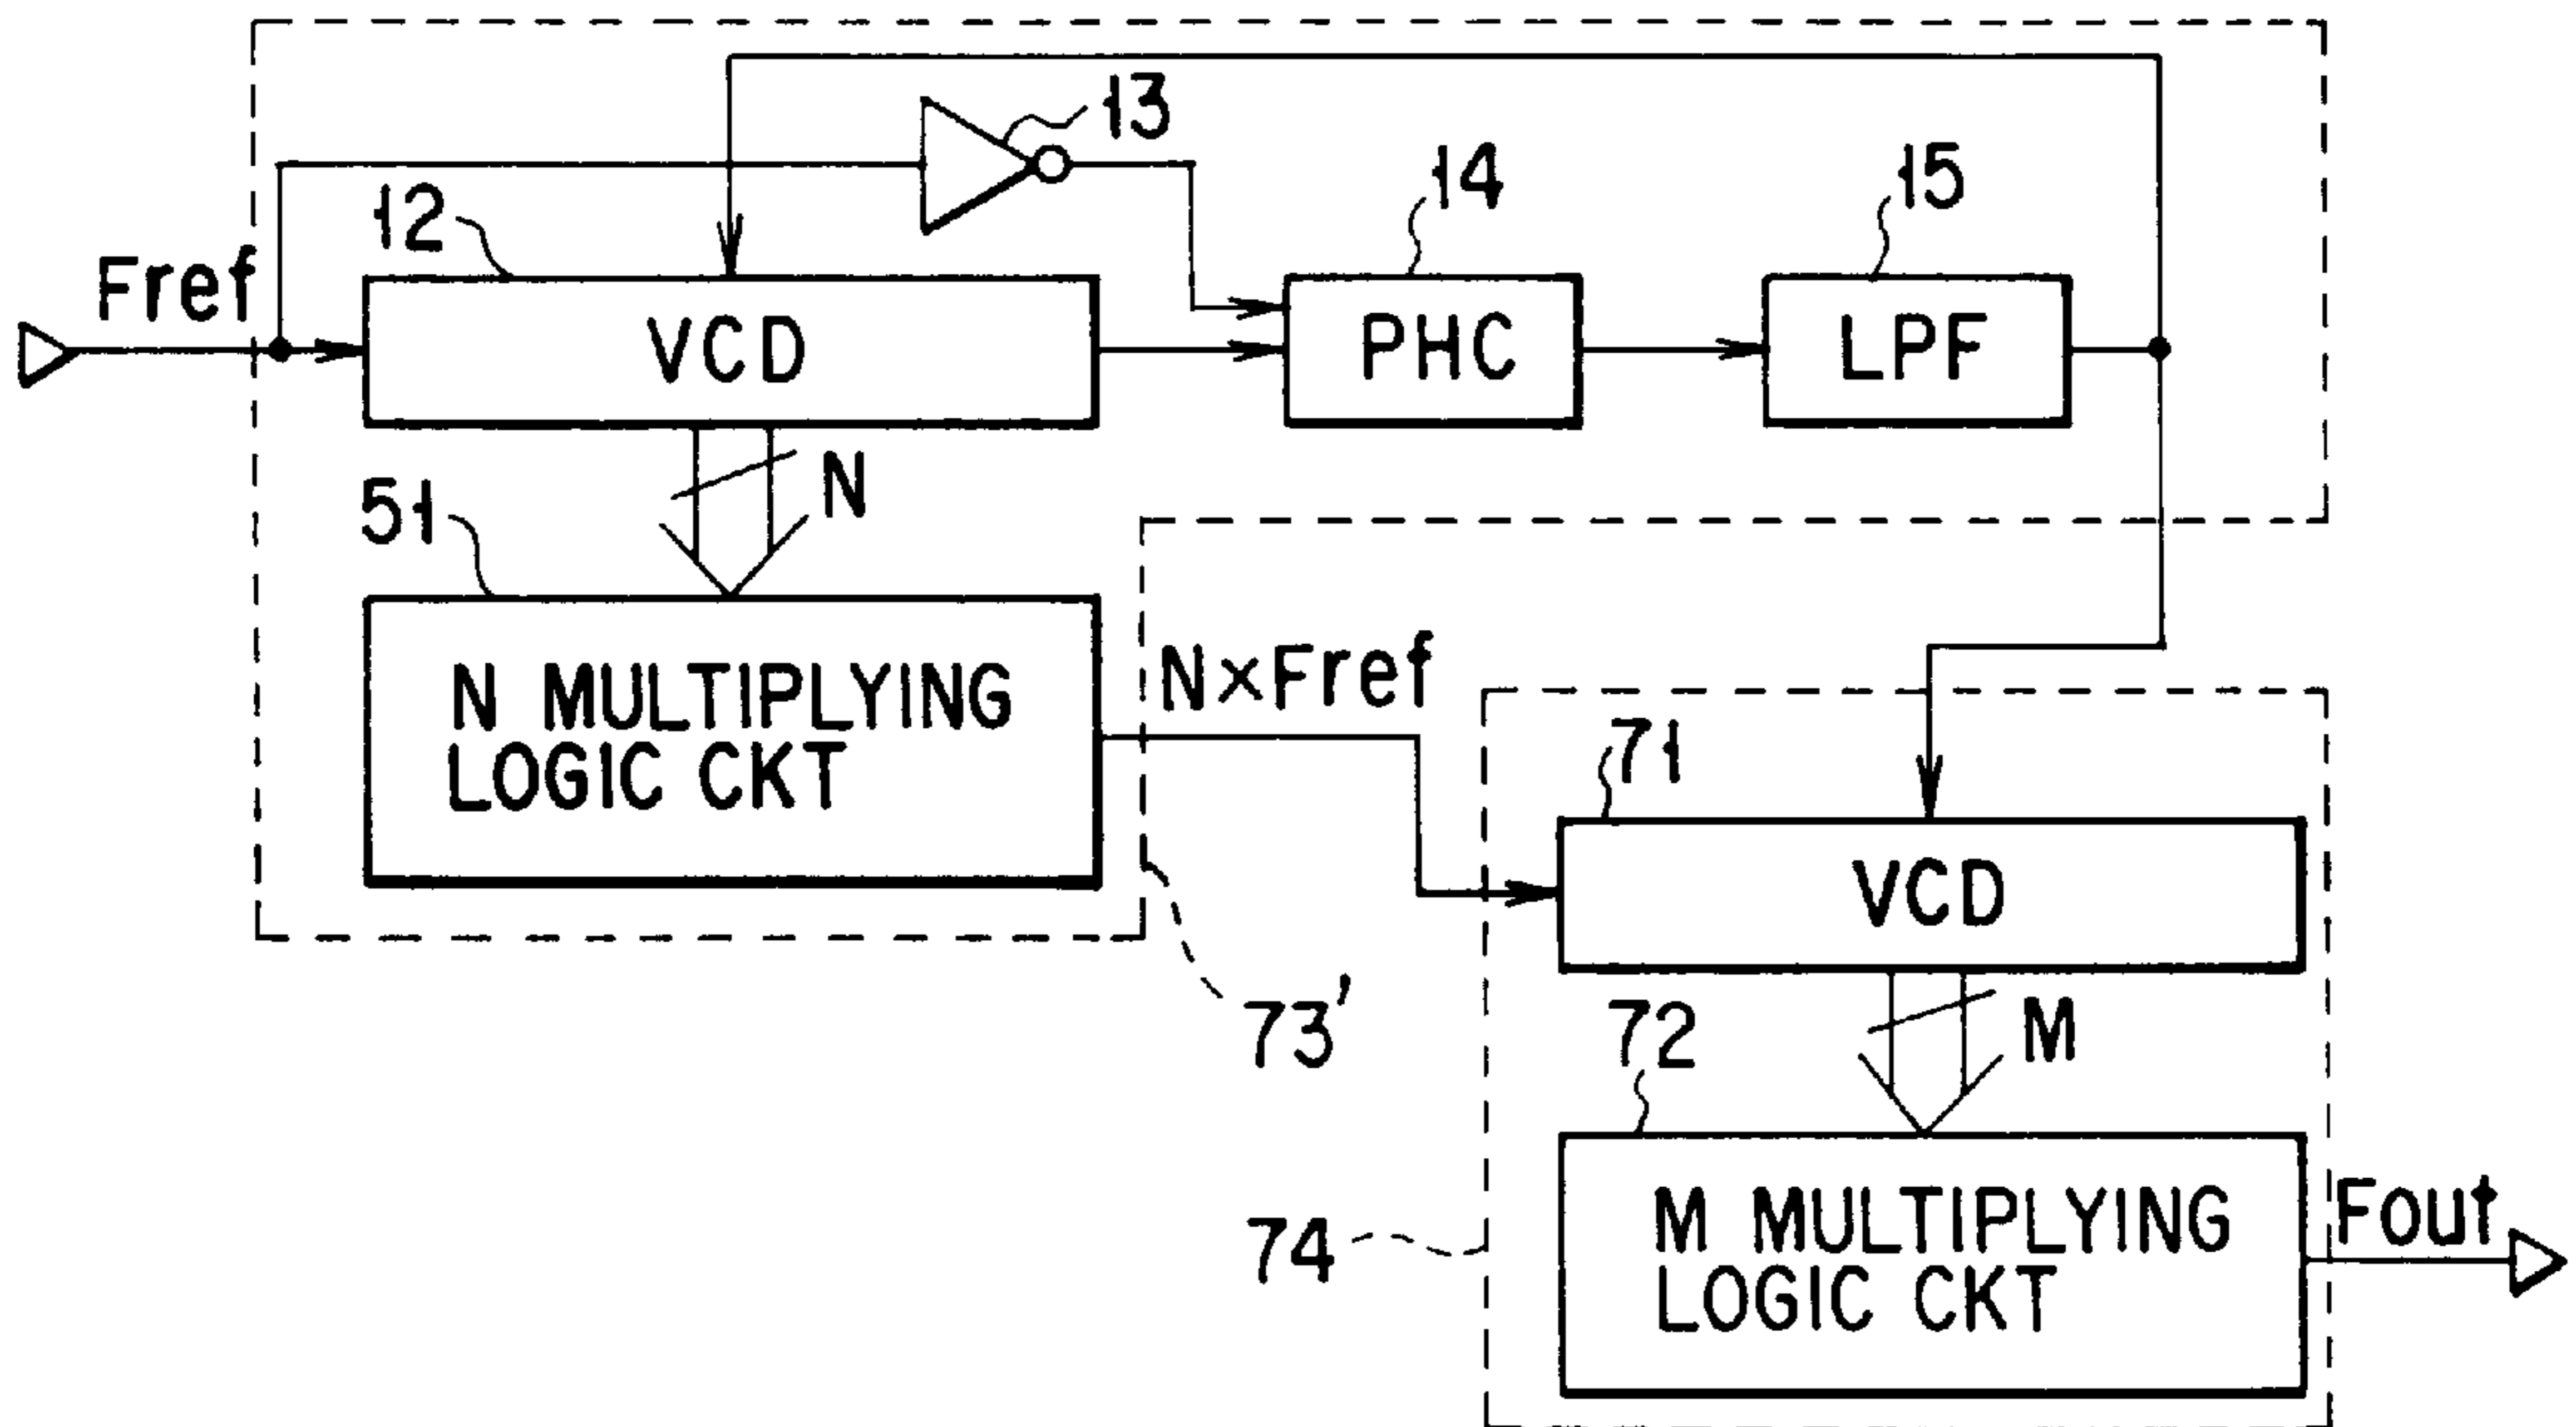 13
14
15
12
Fref
VCD
PHC
LPF
N
51
N MULTIPLYING
LOGIC CKT
N×Fref
71
VCD
73'
72
M
74
M MULTIPLYING
LOGIC CKT
Fout